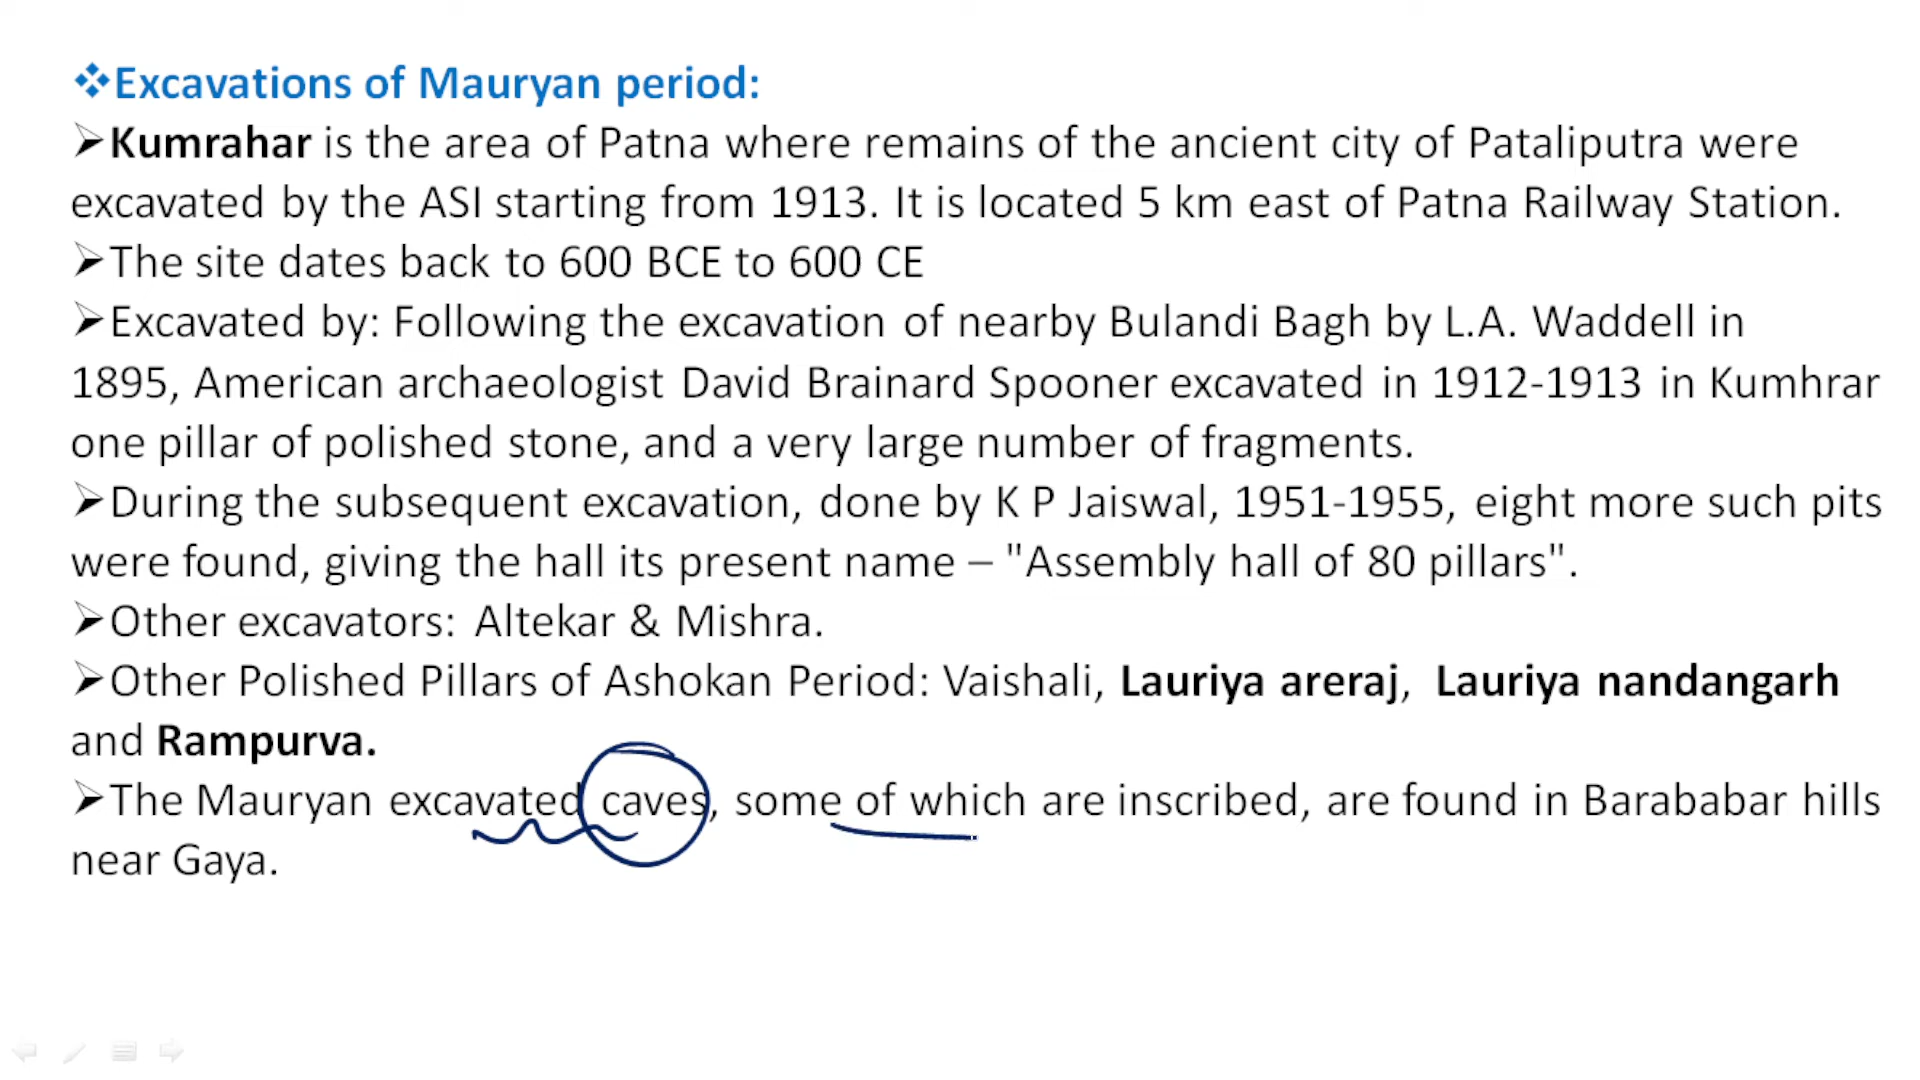 ❖Excavations of Mauryan period:
➢Kumrahar is the area of Patna where remains of the ancient city of Pataliputra were
excavated by the ASI starting from 1913. It is located 5 km east of Patna Railway Station.
➢The site dates back to 600 BCE to 600 CE
➢Excavated by: Following the excavation of nearby Bulandi Bagh by L.A. Waddell in
1895, American archaeologist David Brainard Spooner excavated in 1912-1913 in Kumhrar
one pillar of polished stone, and a very large number of fragments.
➢During the subsequent excavation, done by K P Jaiswal, 1951-1955, eight more such pits
were found, giving the hall its present name – "Assembly hall of 80 pillars".
➢Other excavators: Altekar & Mishra.
➢Other Polished Pillars of Ashokan Period: Vaishali, Lauriya areraj, Lauriya nandangarh
and Rampurva.
➢The Mauryan excavated caves, some of which are inscribed, are found in Barababar hills
near Gaya.